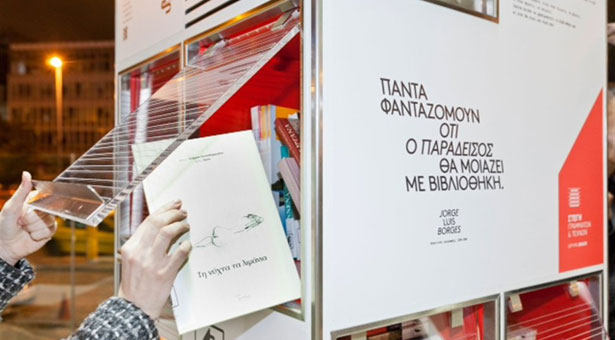 Τη νύχτα τα λιμάνια
ΠΑΝΤΑ
ΦΑΝΤΑΖΟΜΟΥΝ
ΟΤΙ
Ο ΠΑΡΑΔΕΙΣΟΣ
ΘΑ ΜΟΙΑΖΕΙ
ΜΕ ΒΙΒΛΙΟΘΗΚΗ.
JORGE
LUIS
BORGES
ΣΤΕΓΗ
ΓΡΑΜΜΑΤΩΝ
& ΤΕΧΝΩΝ